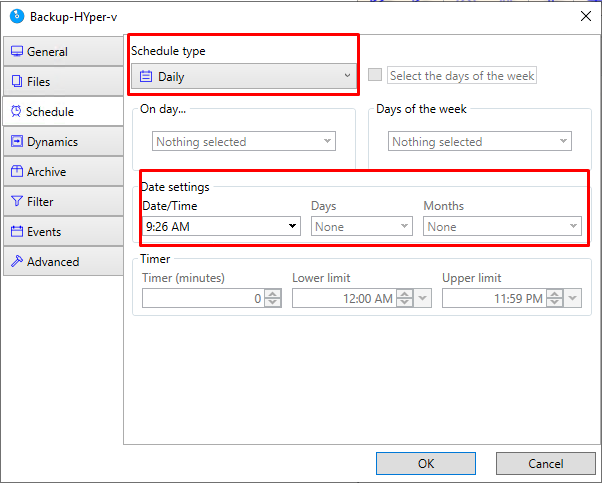 Backup-HYper-v
General
Files
Schedule
Dynamics
Archive
Filter
Events
Advanced
Schedule type
Daily
Select the days of the week
On day...
Nothing selected
Days of the week
Nothing selected
Date settings
Date/Time Days Months
9:26 AM None None
Timer
Timer (minutes) Lower limit Upper limit
0 12:00 AM 11:59 PM
OK Cancel